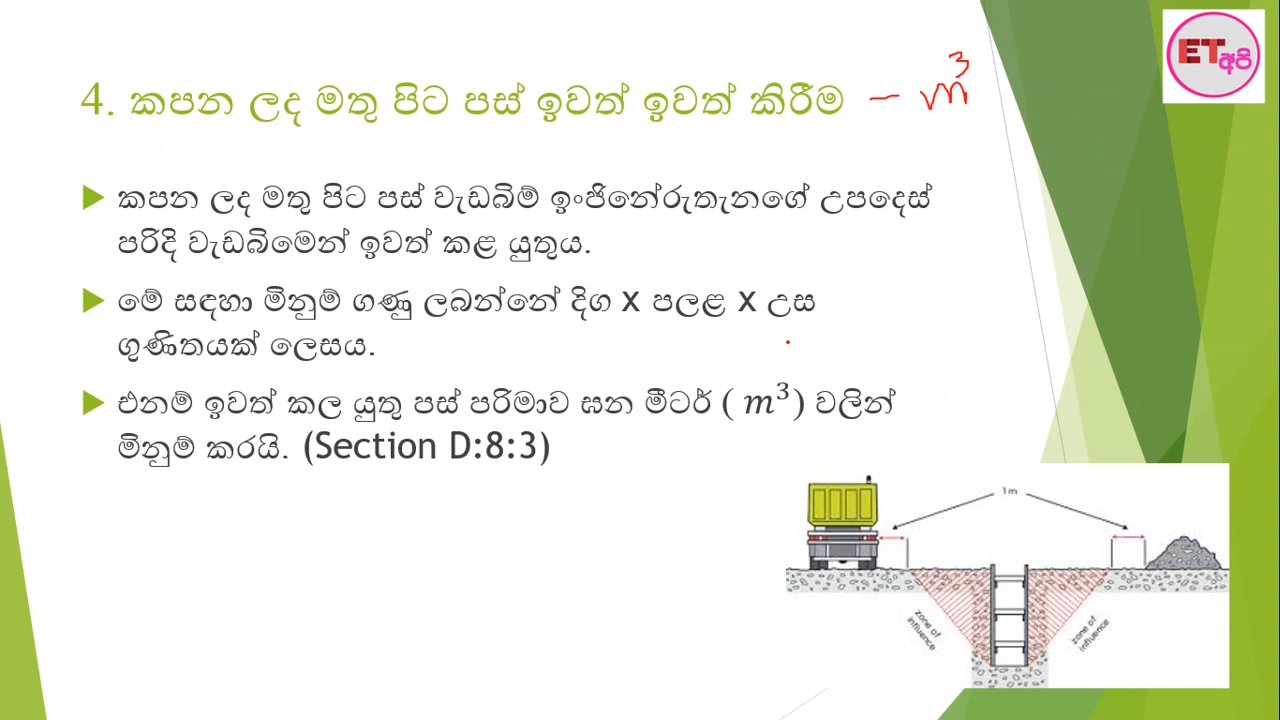 4. කපන ලද මතු පිට පස් ඉවත් ඉවත් කිරීම – m³
ET අපි
▶ කපන ලද මතු පිට පස් වැඩබිම් ඉංජිනේරුතැනගේ උපදෙස්
පරිදි වැඩබිමෙන් ඉවත් කළ යුතුය.
▶ මේ සඳහා මිනුම් ගණු ලබන්නේ දිග x පලළ x උස
ගුණිතයක් ලෙසය.
▶ එනම් ඉවත් කල යුතු පස් පරිමාව ඝන මීටර් ( m³) වලින්
මිනුම් කරයි. (Section D:8:3)
1m
zone of
influence
zone of
influence